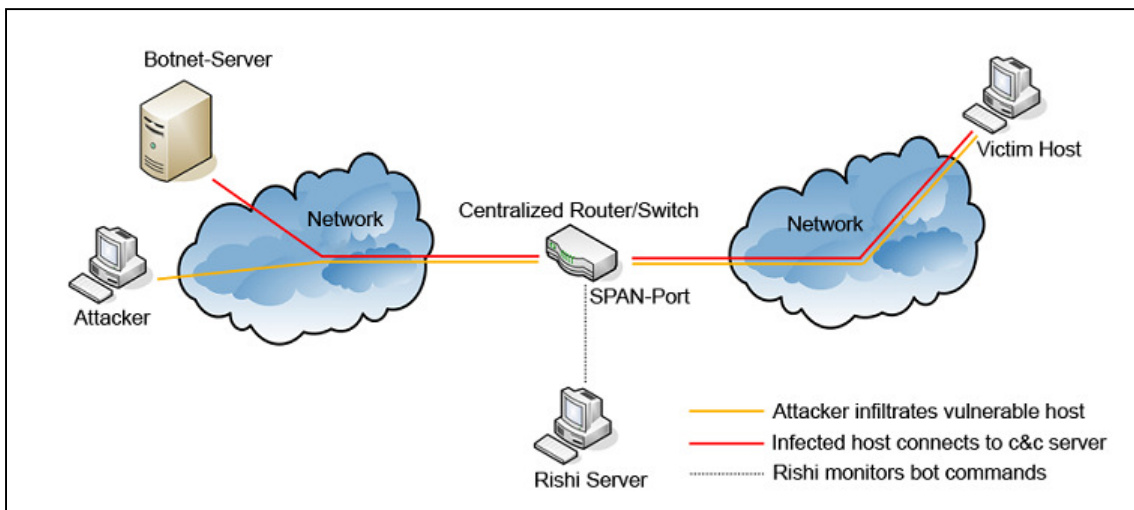 Botnet-Server
Victim Host
Network
Centralized Router/Switch
Network
SPAN-Port
Attacker
Rishi Server
Attacker infiltrates vulnerable host
Infected host connects to c&c server
Rishi monitors bot commands